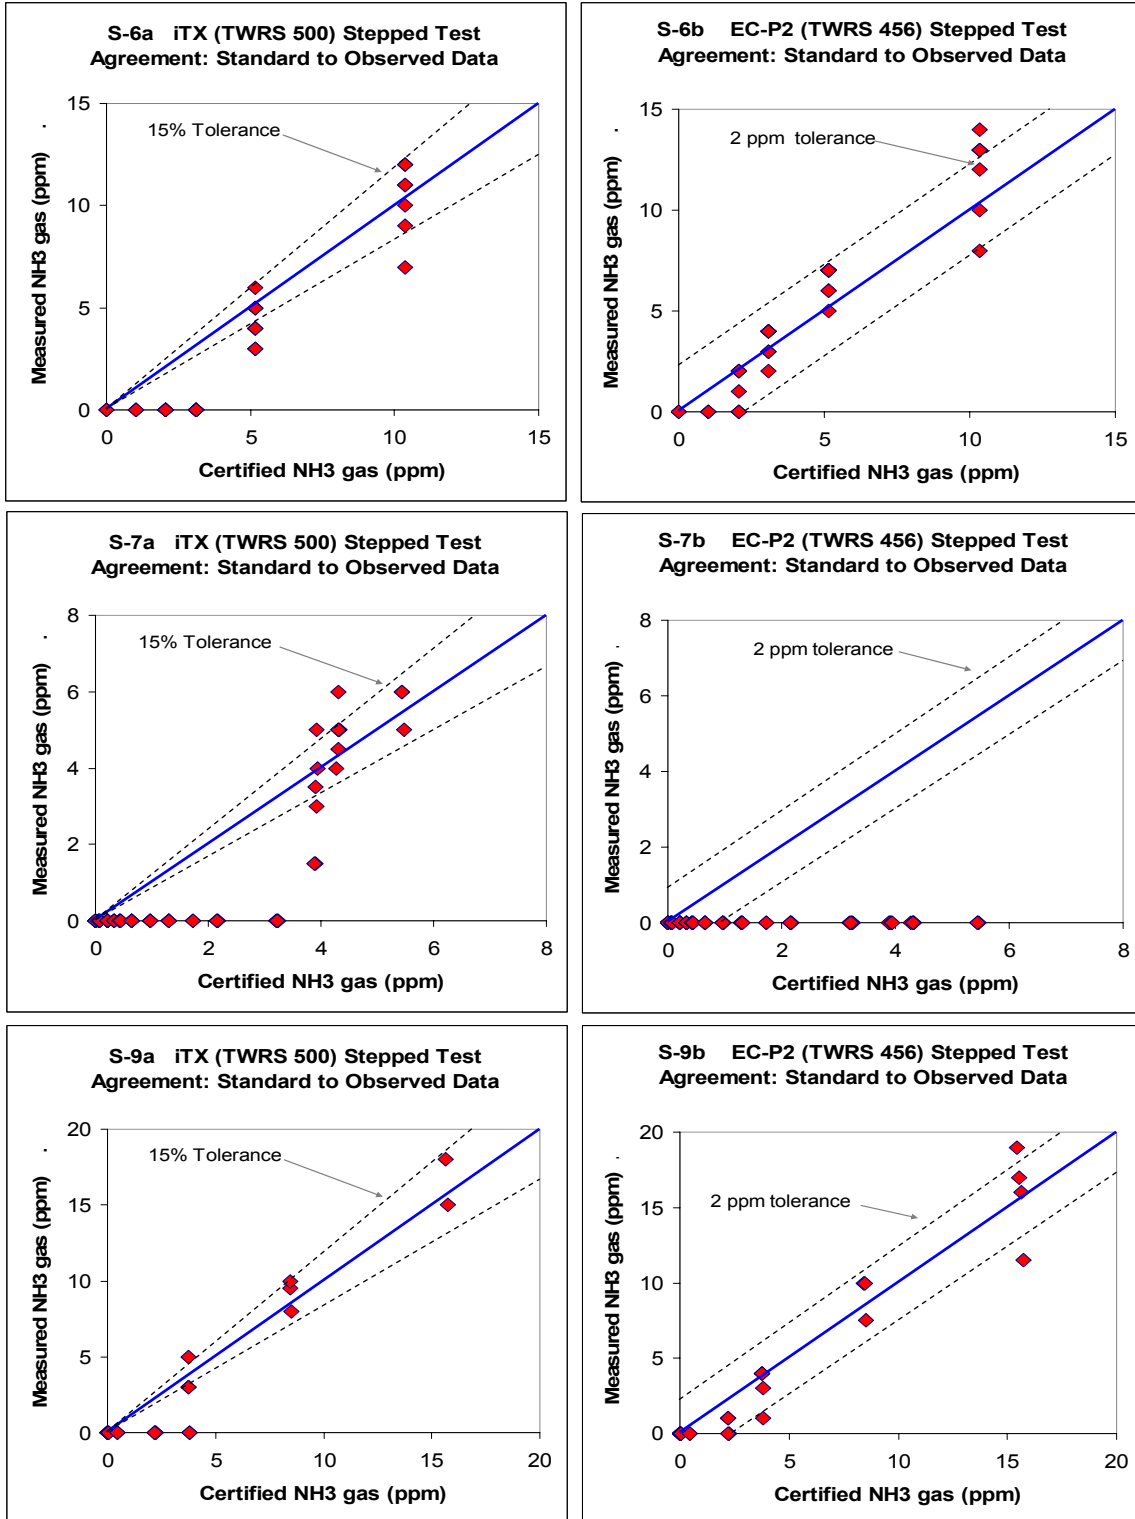 S-6a iTX (TWRS 500) Stepped Test
Agreement: Standard to Observed Data
15% Tolerance
Measured NH3 gas (ppm) .
15
10
5
0
0 5 10 15
Certified NH3 gas (ppm)
S-6b EC-P2 (TWRS 456) Stepped Test
Agreement: Standard to Observed Data
2 ppm tolerance
Measured NH3 gas (ppm) .
15
10
5
0
0 5 10 15
Certified NH3 gas (ppm)
S-7a iTX (TWRS 500) Stepped Test
Agreement: Standard to Observed Data
15% Tolerance
Measured NH3 gas (ppm) .
8
6
4
2
0
0 2 4 6 8
Certified NH3 gas (ppm)
S-7b EC-P2 (TWRS 456) Stepped Test
Agreement: Standard to Observed Data
2 ppm tolerance
Measured NH3 gas (ppm) .
8
6
4
2
0
0 2 4 6 8
Certified NH3 gas (ppm)
S-9a iTX (TWRS 500) Stepped Test
Agreement: Standard to Observed Data
15% Tolerance
Measured NH3 gas (ppm) .
20
15
10
5
0
0 5 10 15 20
Certified NH3 gas (ppm)
S-9b EC-P2 (TWRS 456) Stepped Test
Agreement: Standard to Observed Data
2 ppm tolerance
Measured NH3 gas (ppm) .
20
15
10
5
0
0 5 10 15 20
Certified NH3 gas (ppm)